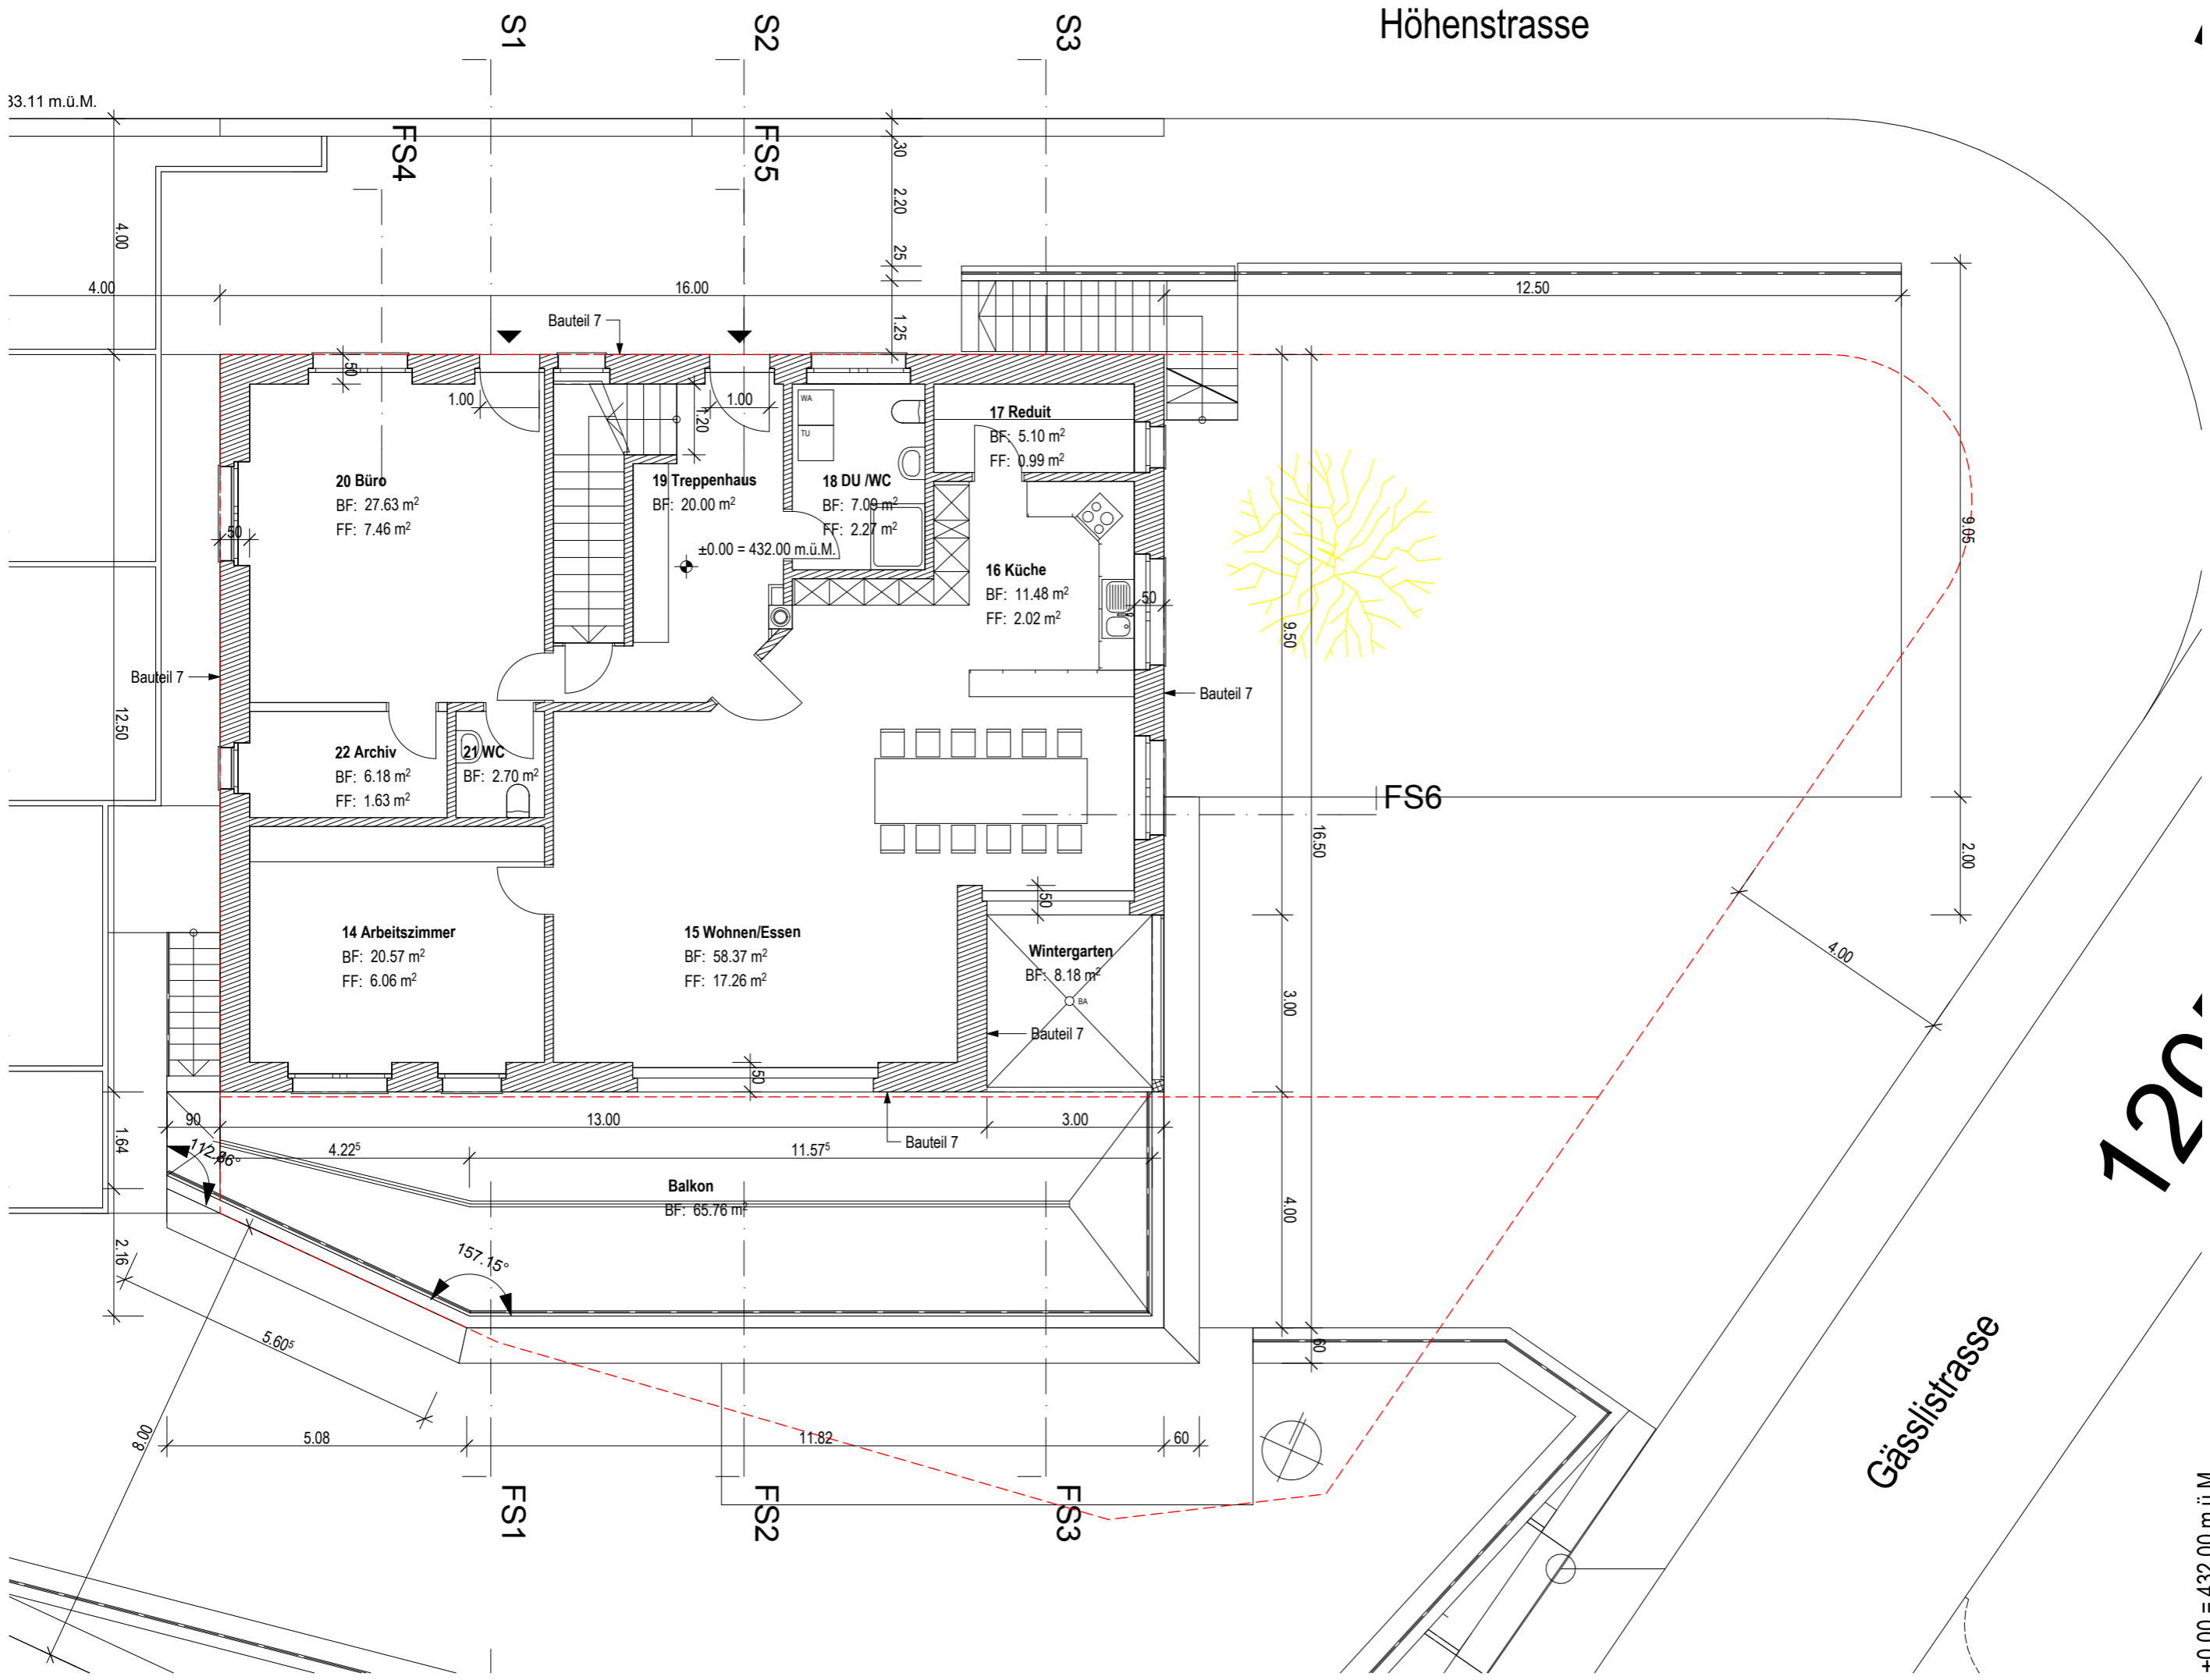 Höhenstrasse
S1
S2
S3
33.11 m.ü.M.
FS4
FS5
30
2.20
25
1.25
4.00
4.00
16.00
12.50
Bauteil 7
50
1.00
1.20
1.00
WA
TU
17 Reduit
BF: 5.10 m²
FF: 0.99 m²
20 Büro
BF: 27.63 m²
FF: 7.46 m²
19 Treppenhaus
BF: 20.00 m²
18 DU /WC
BF: 7.09 m²
FF: 2.27 m²
50
±0.00 = 432.00 m.ü.M.
16 Küche
BF: 11.48 m²
FF: 2.02 m²
50
9.50
9.05
Bauteil 7
Bauteil 7
12.50
22 Archiv
BF: 6.18 m²
FF: 1.63 m²
21 WC
BF: 2.70 m²
FS6
16.50
2.00
50
14 Arbeitszimmer
BF: 20.57 m²
FF: 6.06 m²
15 Wohnen/Essen
BF: 58.37 m²
FF: 17.26 m²
Wintergarten
BF: 8.18 m²
BA
Bauteil 7
3.00
4.00
50
90
13.00
3.00
Bauteil 7
1.64
112.86°
4.22⁵
11.57⁵
Balkon
BF: 65.76 m²
4.00
2.16
157.15°
5.60⁵
60
8.00
5.08
11.82
60
Gässlistrasse
FS1
FS2
FS3
±0.00 = 432.00 m.ü.M.